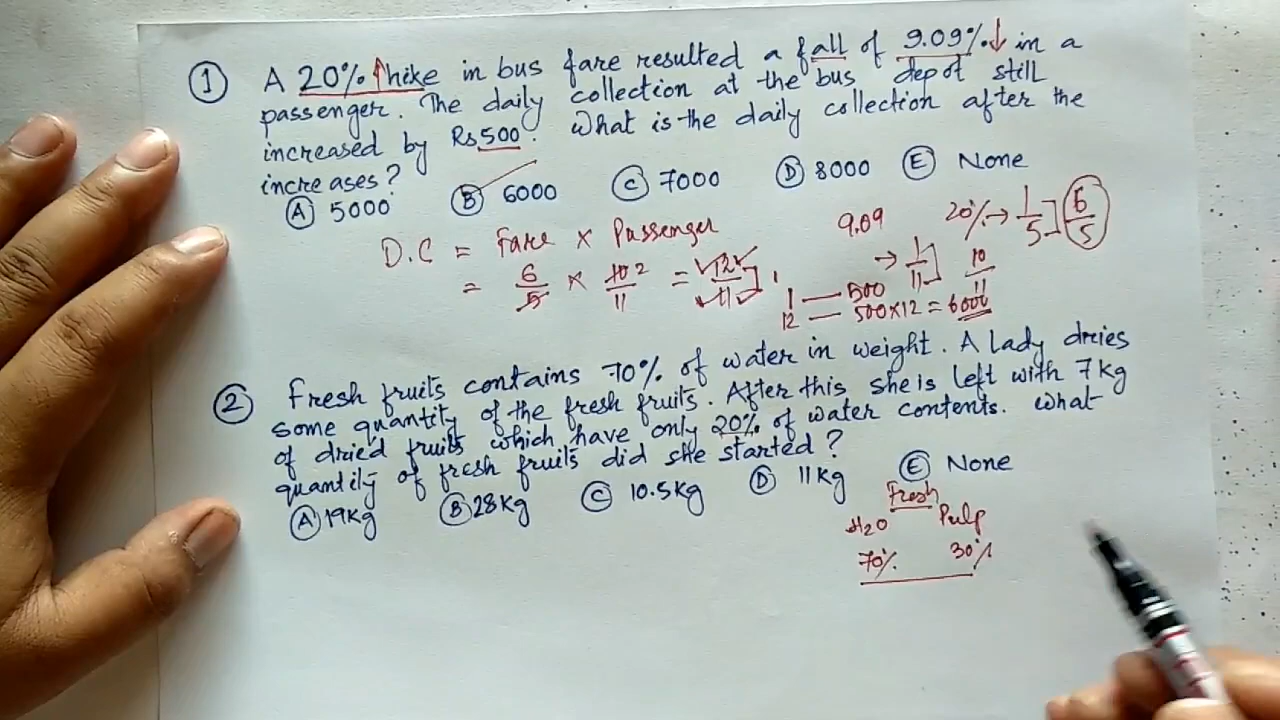 ① A 20% ↑ hike in bus fare resulted a fall of 9.09% ↓ in a
passenger. The daily collection at the bus depot still
increased by Rs 500. What is the daily collection after the
increases?
Ⓐ 5000 Ⓑ 6000 Ⓒ 7000 Ⓓ 8000 Ⓔ None
D.C = Fare × Passenger 9.09 20% → 1/5 ] 6/5
= 6/5 × 10 2/11 = 12/11 ] 1 → 1/11 ] 10/11
1 — 500
12 — 500×12 = 6000
② Fresh fruits contains 70% of water in weight. A lady dries
some quantity of the fresh fruits. After this she is left with 7kg
of dried fruits which have only 20% of water contents. What
quantity of fresh fruits did she started?
Ⓐ 19Kg Ⓑ 28Kg Ⓒ 10.5Kg Ⓓ 11Kg Ⓔ None
Fresh
H₂O Pulp
70% 30%